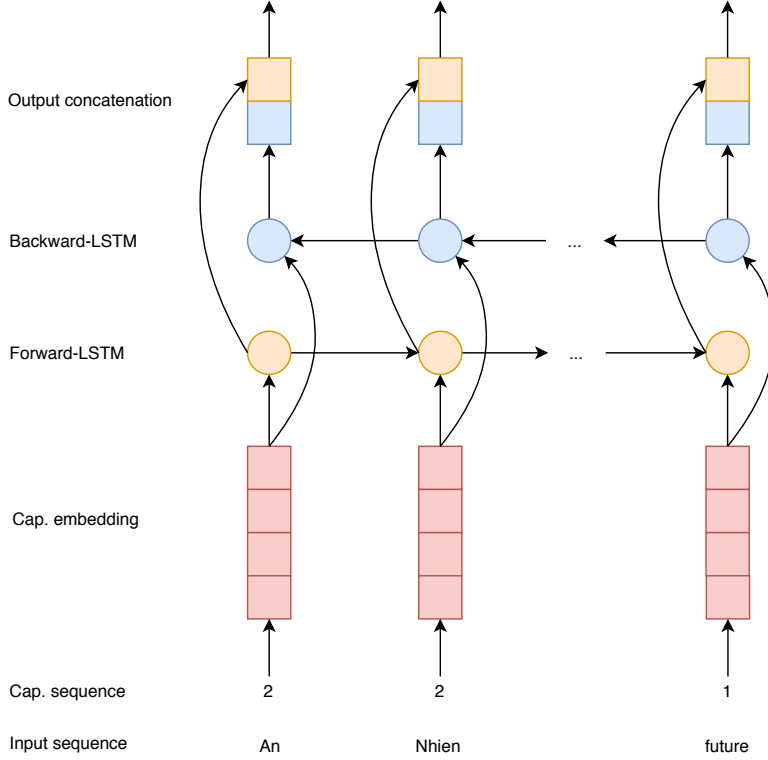 Output concatenation
Backward-LSTM
...
Forward-LSTM
...
Cap. embedding
Cap. sequence 2 2 1
Input sequence An Nhien future